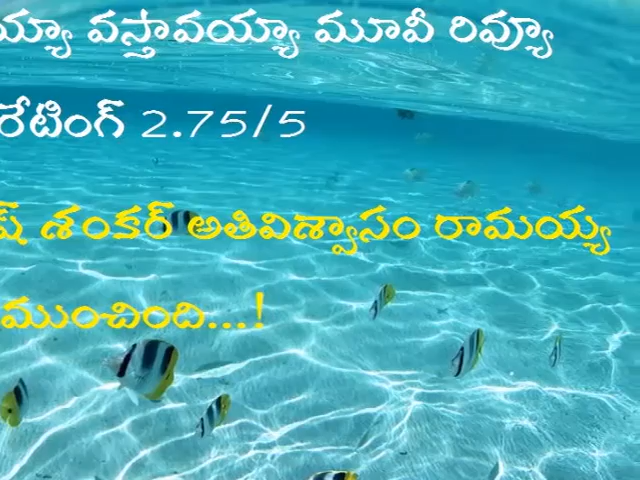 య్యా వస్తావయ్యా మూవీ రివ్యూ
రేటింగ్ 2.75/5
ష్ శంకర్ అతివిశ్వాసం రామయ్య
ముంచింది...!